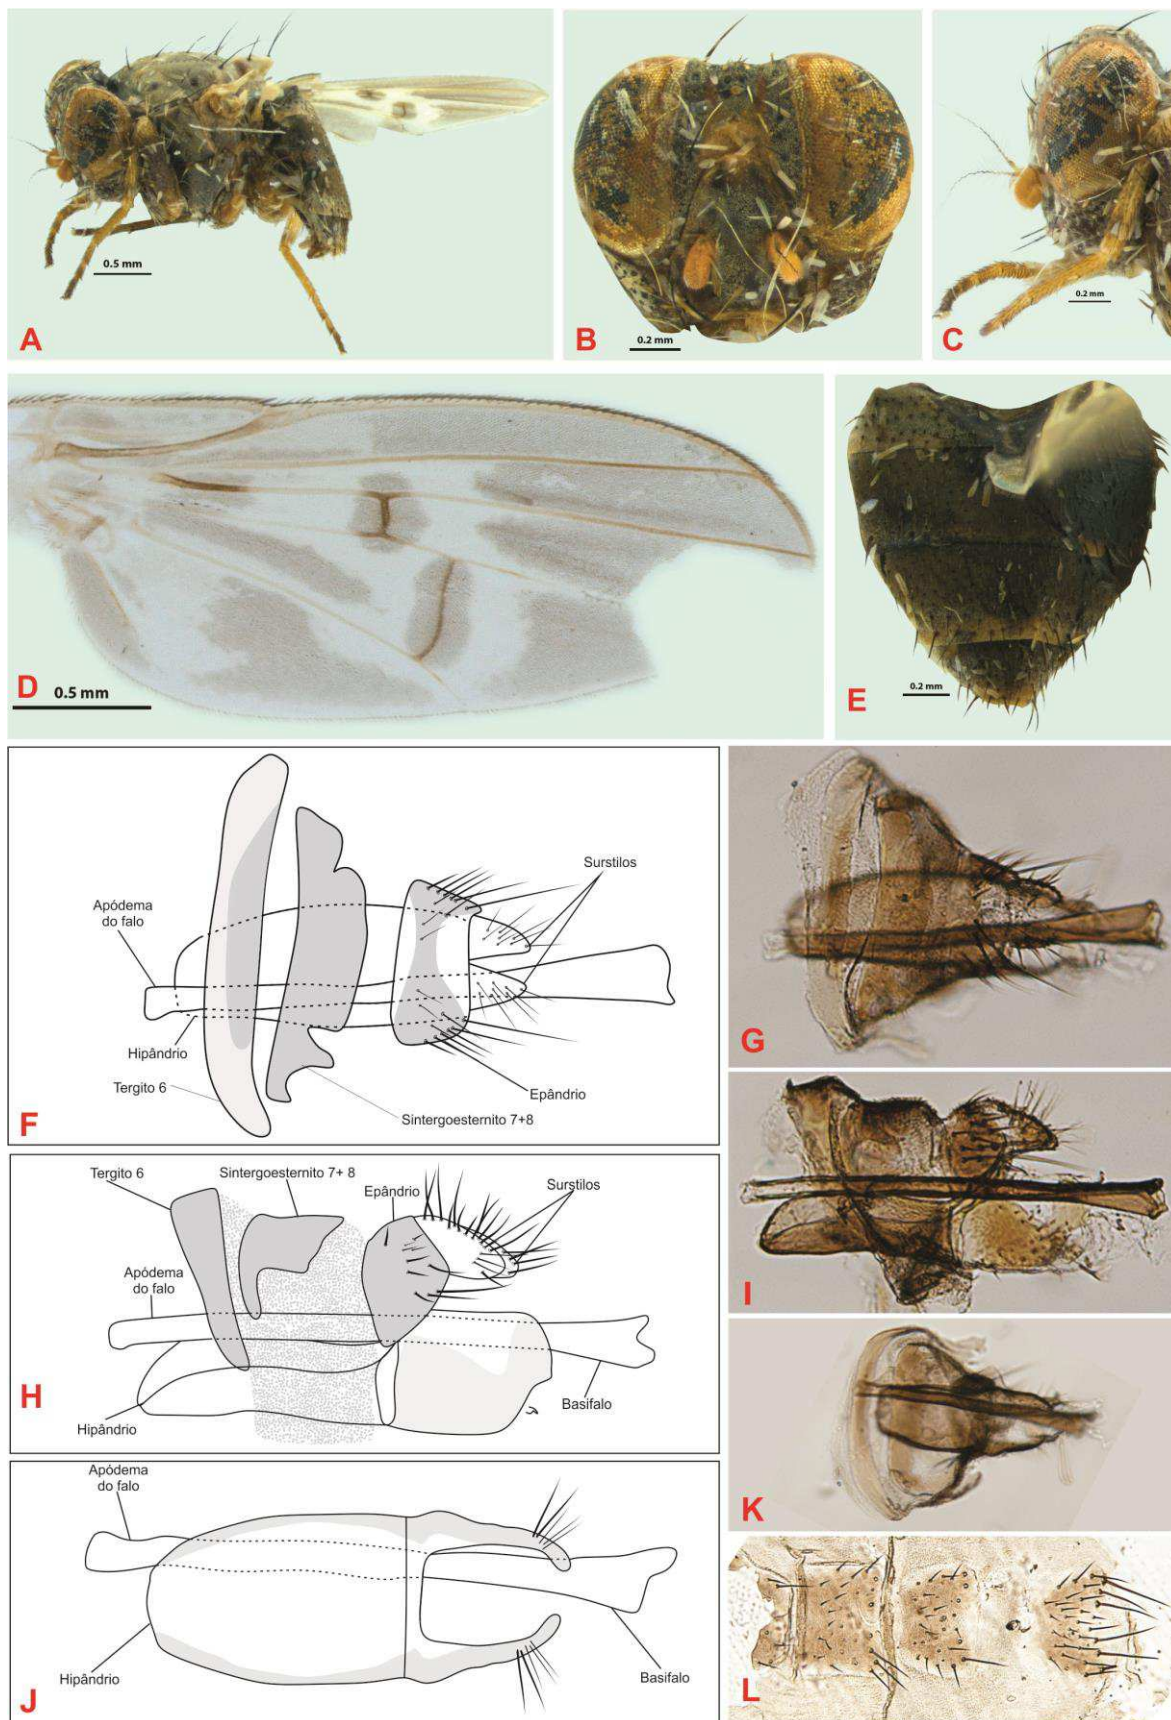 0.5 mm
A
B
0.2 mm
0.2 mm
C
D
0.5 mm
0.2 mm
E
Surstilos
Apódema
do falo
Hipândrio
Tergito 6
Epândrio
Sintergoesternito 7+8
F
G
Tergito 6
Sintergoesternito 7+ 8
Epândrio
Surstilos
Apódema
do falo
Hipândrio
Basifalo
H
I
Apódema
do falo
Hipândrio
Basifalo
J
K
L